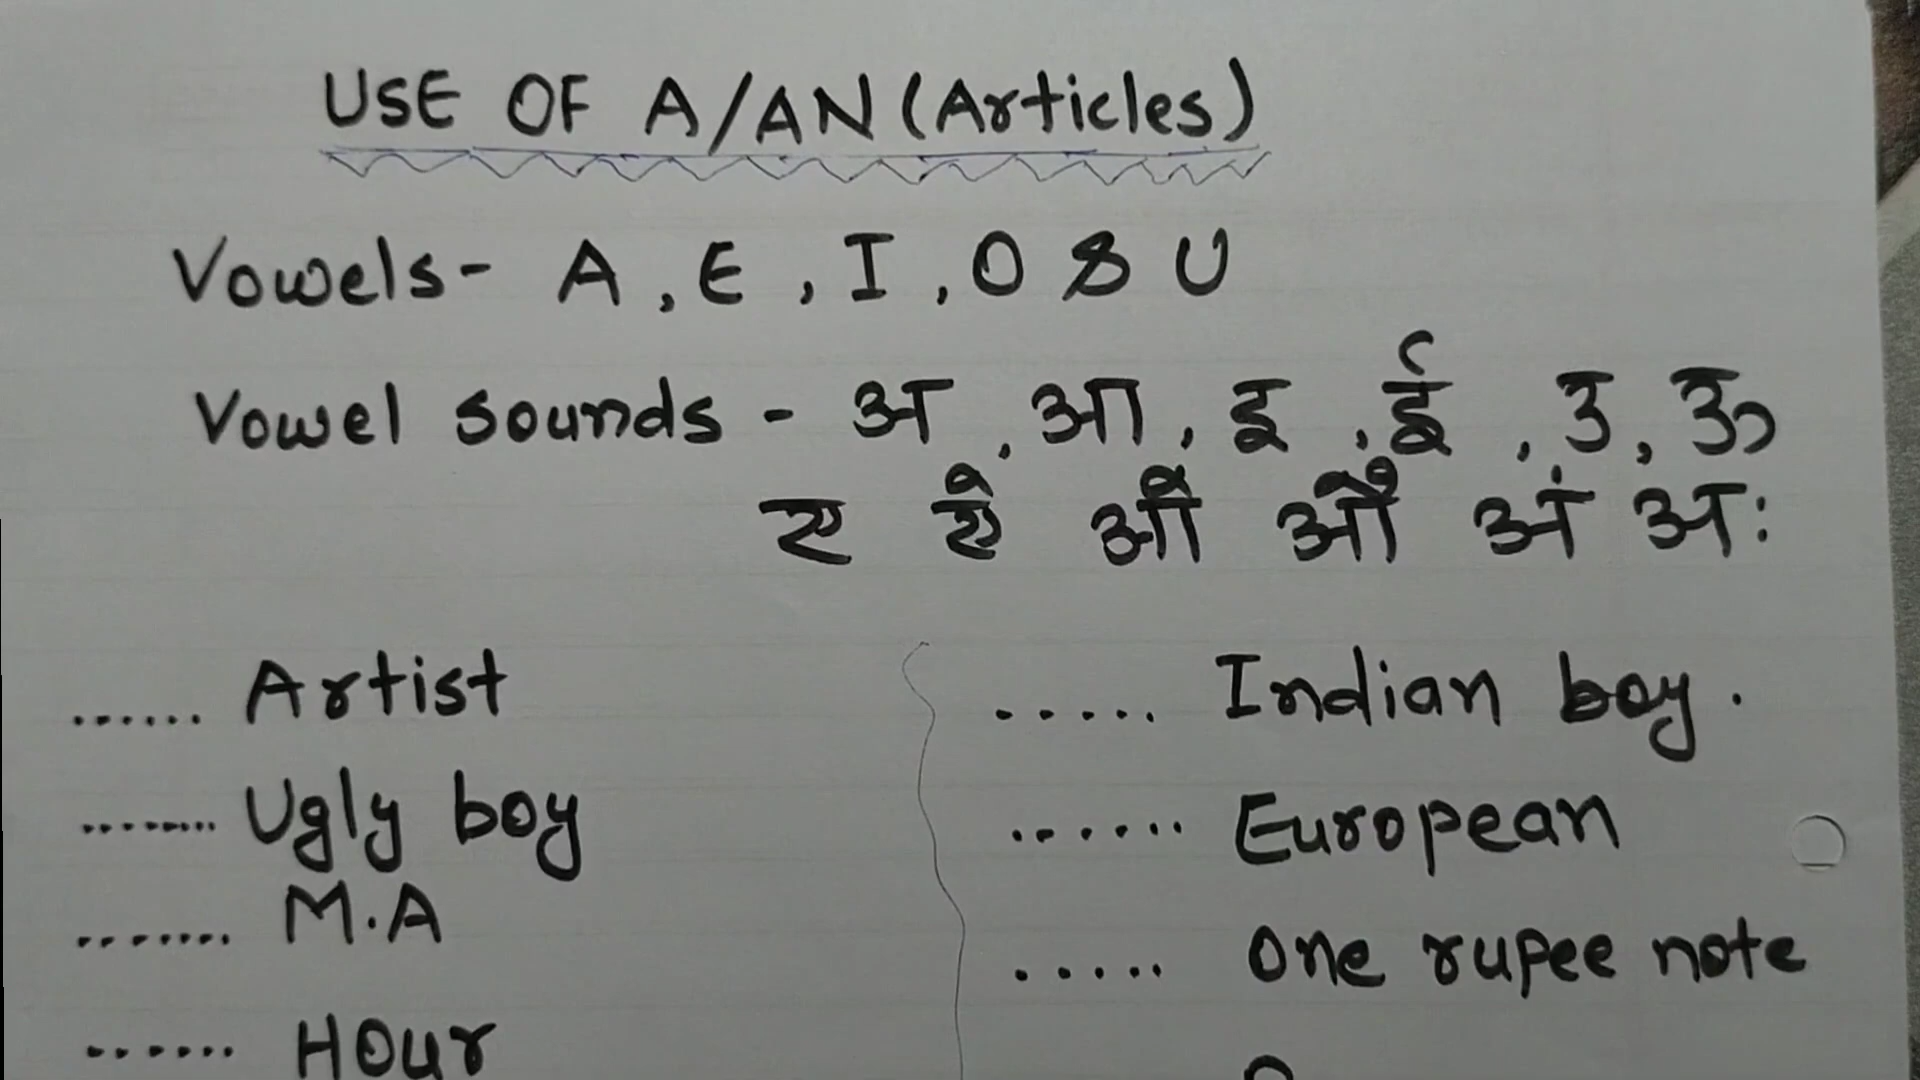 USE OF A/AN (Articles)
Vowels - A, E, I, O & U
Vowel sounds - अ, आ, इ, ई, उ, ऊ
ए ऐ ओ औ अं अः
...... Artist
........ Ugly boy
....... M.A
...... Hour
..... Indian boy.
...... European
..... One rupee note